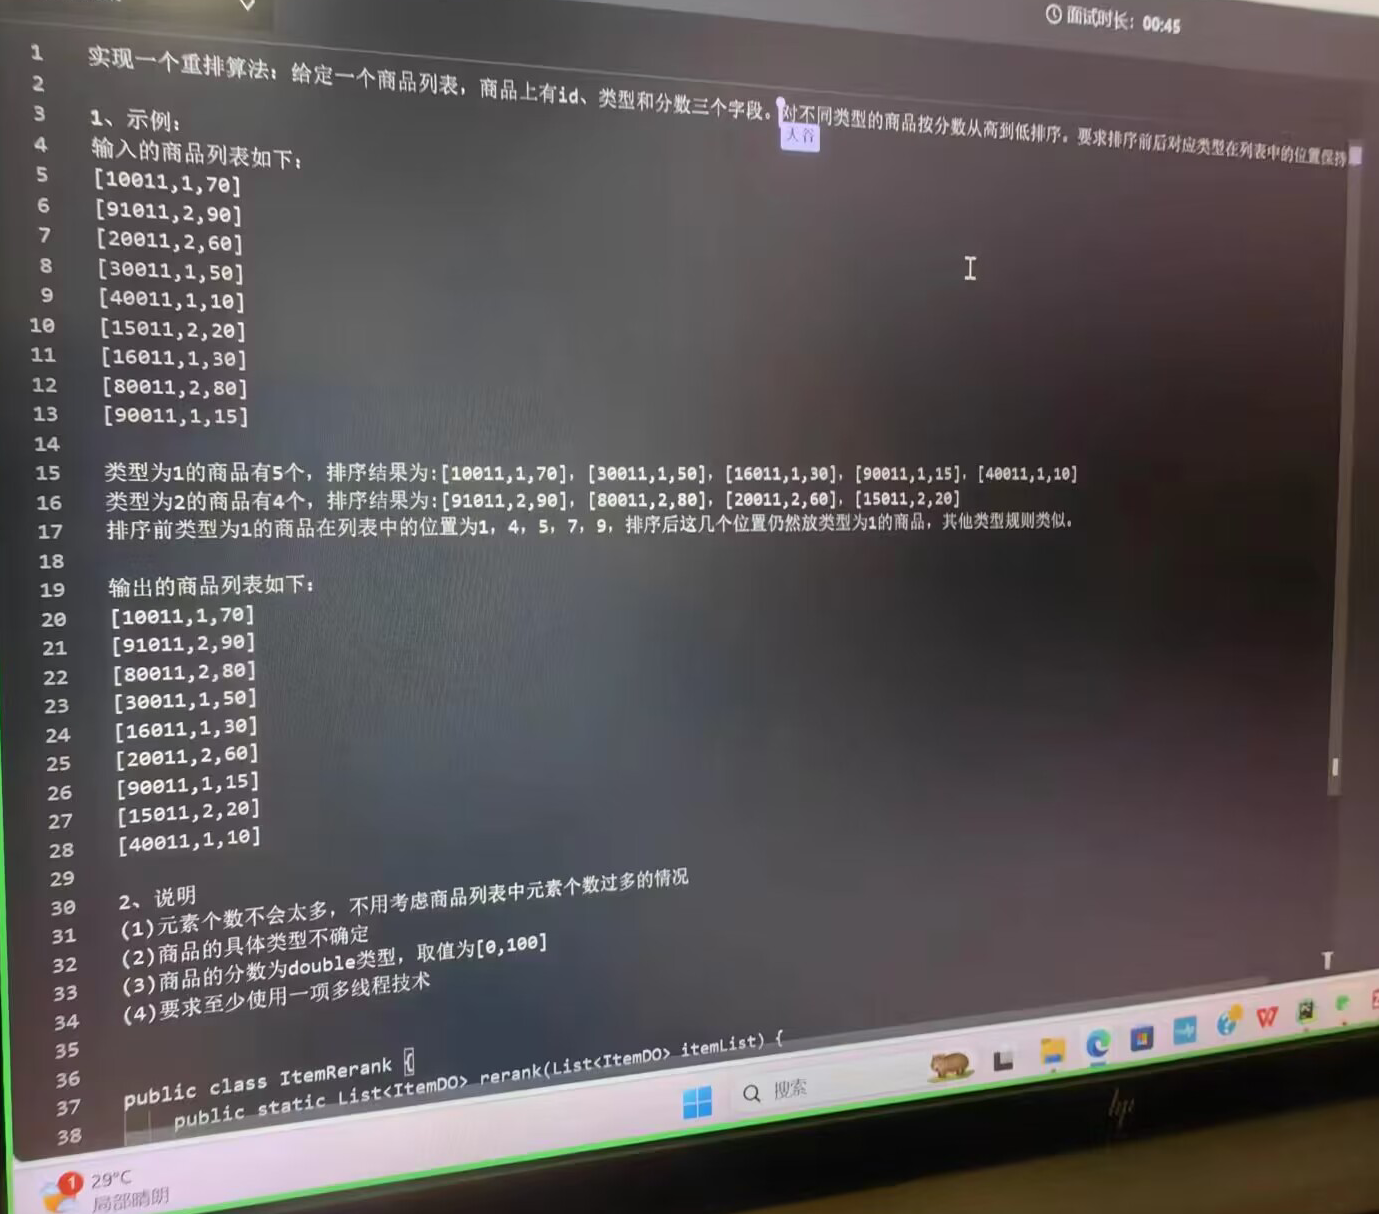 面试时长：00:45
1 实现一个重排算法：给定一个商品列表，商品上有id、类型和分数三个字段。对不同类型的商品按分数从高到低排序。要求排序前后对应类型在列表中的位置保持
大谷
2
3 1、示例：
4 输入的商品列表如下：
5 [10011,1,70]
6 [91011,2,90]
7 [20011,2,60]
8 [30011,1,50]
9 [40011,1,10]
10 [15011,2,20]
11 [16011,1,30]
12 [80011,2,80]
13 [90011,1,15]
14
15 类型为1的商品有5个，排序结果为:[10011,1,70]，[30011,1,50]，[16011,1,30]，[90011,1,15]，[40011,1,10]
16 类型为2的商品有4个，排序结果为:[91011,2,90]，[80011,2,80]，[20011,2,60]，[15011,2,20]
17 排序前类型为1的商品在列表中的位置为1，4，5，7，9，排序后这几个位置仍然放类型为1的商品，其他类型规则类似。
18
19 输出的商品列表如下：
20 [10011,1,70]
21 [91011,2,90]
22 [80011,2,80]
23 [30011,1,50]
24 [16011,1,30]
25 [20011,2,60]
26 [90011,1,15]
27 [15011,2,20]
28 [40011,1,10]
29
30 2、说明
31 (1)元素个数不会太多，不用考虑商品列表中元素个数过多的情况
32 (2)商品的具体类型不确定
33 (3)商品的分数为double类型，取值为[0,100]
34 (4)要求至少使用一项多线程技术
35
36 public class ItemRerank {
37 public static List<ItemDO> rerank(List<ItemDO> itemList) {
38
搜索
hp
1
29°C
局部晴朗